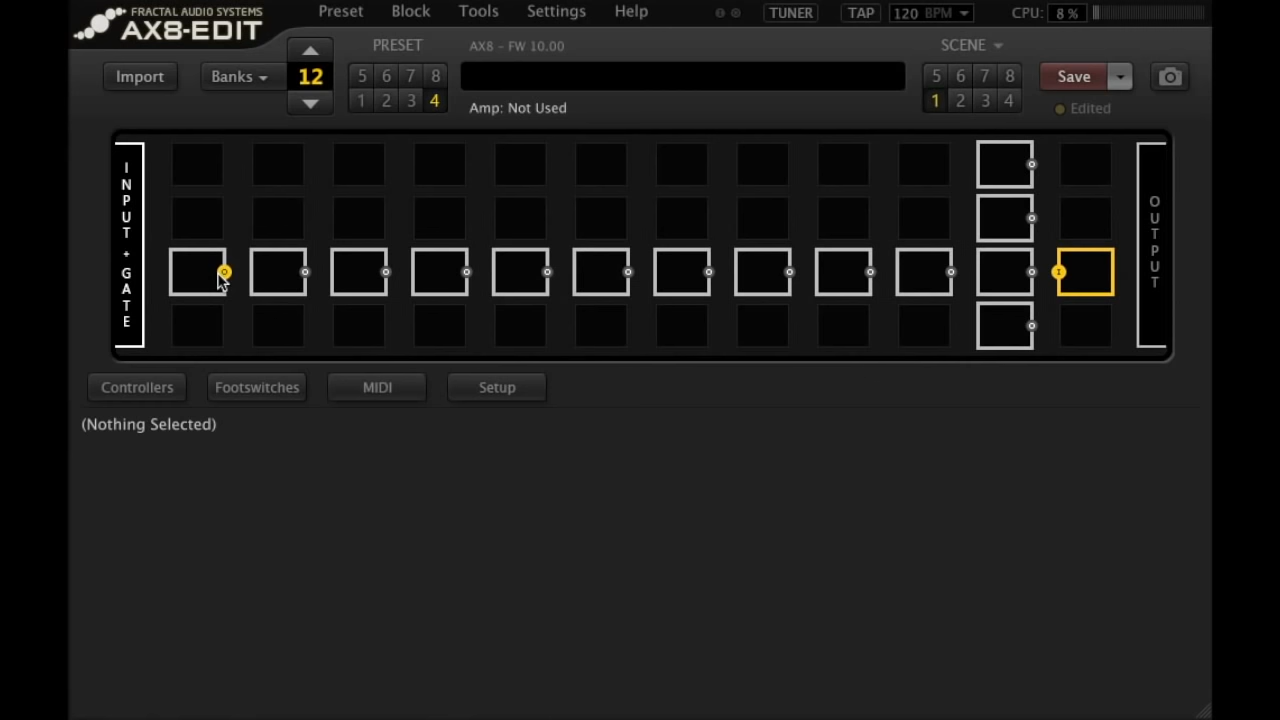 FRACTAL AUDIO SYSTEMS
AX8-EDIT
Preset Block Tools Settings Help TUNER TAP 120 BPM CPU: 8 %
PRESET AX8 – FW 10.00 SCENE
Import Banks 12 5 6 7 8 5 6 7 8 Save
1 2 3 4 Amp: Not Used 1 2 3 4 Edited
INPUT + GATE
OUTPUT
Controllers Footswitches MIDI Setup
(Nothing Selected)